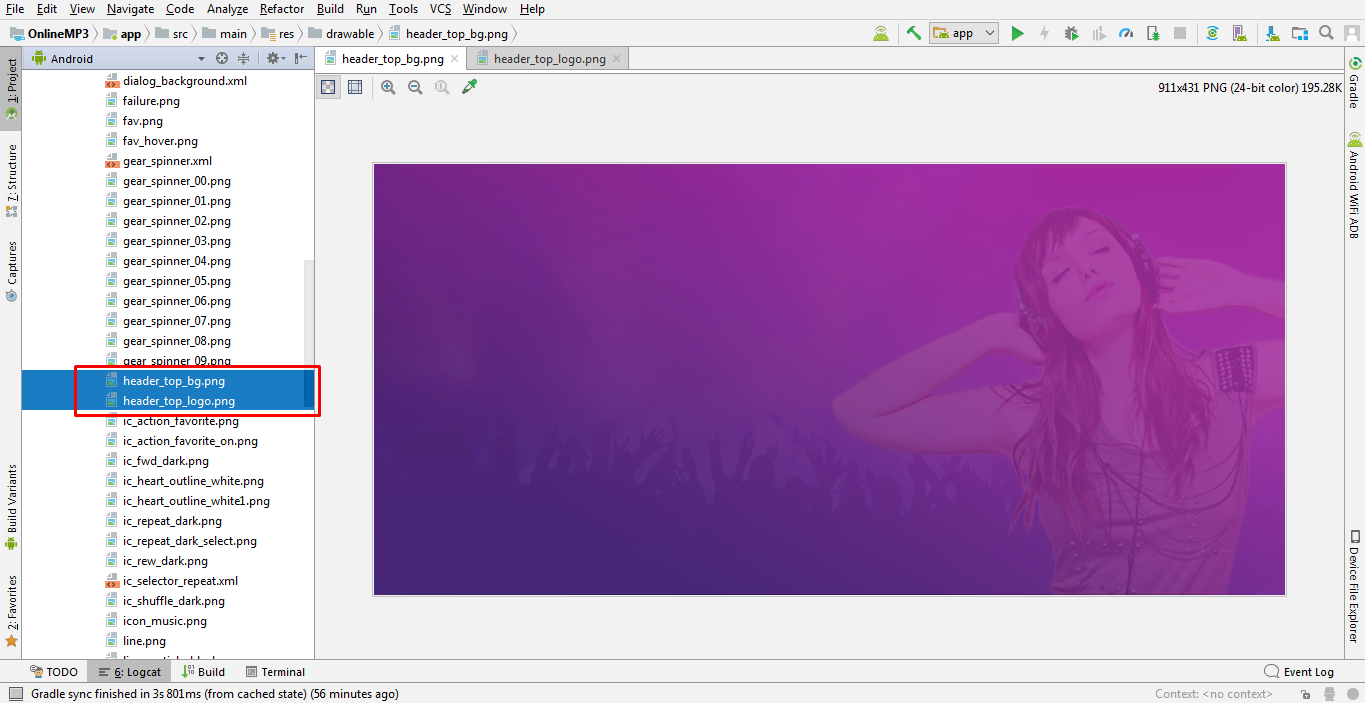 File Edit View Navigate Code Analyze Refactor Build Run Tools VCS Window Help
OnlineMP3 app src main res drawable header_top_bg.png
app
Android
header_top_bg.png
header_top_logo.png
911x431 PNG (24-bit color) 195.28K
1: Project
7: Structure
Captures
Build Variants
2: Favorites
dialog_background.xml
failure.png
fav.png
fav_hover.png
gear_spinner.xml
gear_spinner_00.png
gear_spinner_01.png
gear_spinner_02.png
gear_spinner_03.png
gear_spinner_04.png
gear_spinner_05.png
gear_spinner_06.png
gear_spinner_07.png
gear_spinner_08.png
gear_spinner_09.png
header_top_bg.png
header_top_logo.png
ic_action_favorite.png
ic_action_favorite_on.png
ic_fwd_dark.png
ic_heart_outline_white.png
ic_heart_outline_white1.png
ic_repeat_dark.png
ic_repeat_dark_select.png
ic_rew_dark.png
ic_selector_repeat.xml
ic_shuffle_dark.png
icon_music.png
line.png
Gradle
Android WiFi ADB
Device File Explorer
TODO 6: Logcat Build Terminal
Event Log
Gradle sync finished in 3s 801ms (from cached state) (56 minutes ago)
Context: <no context>